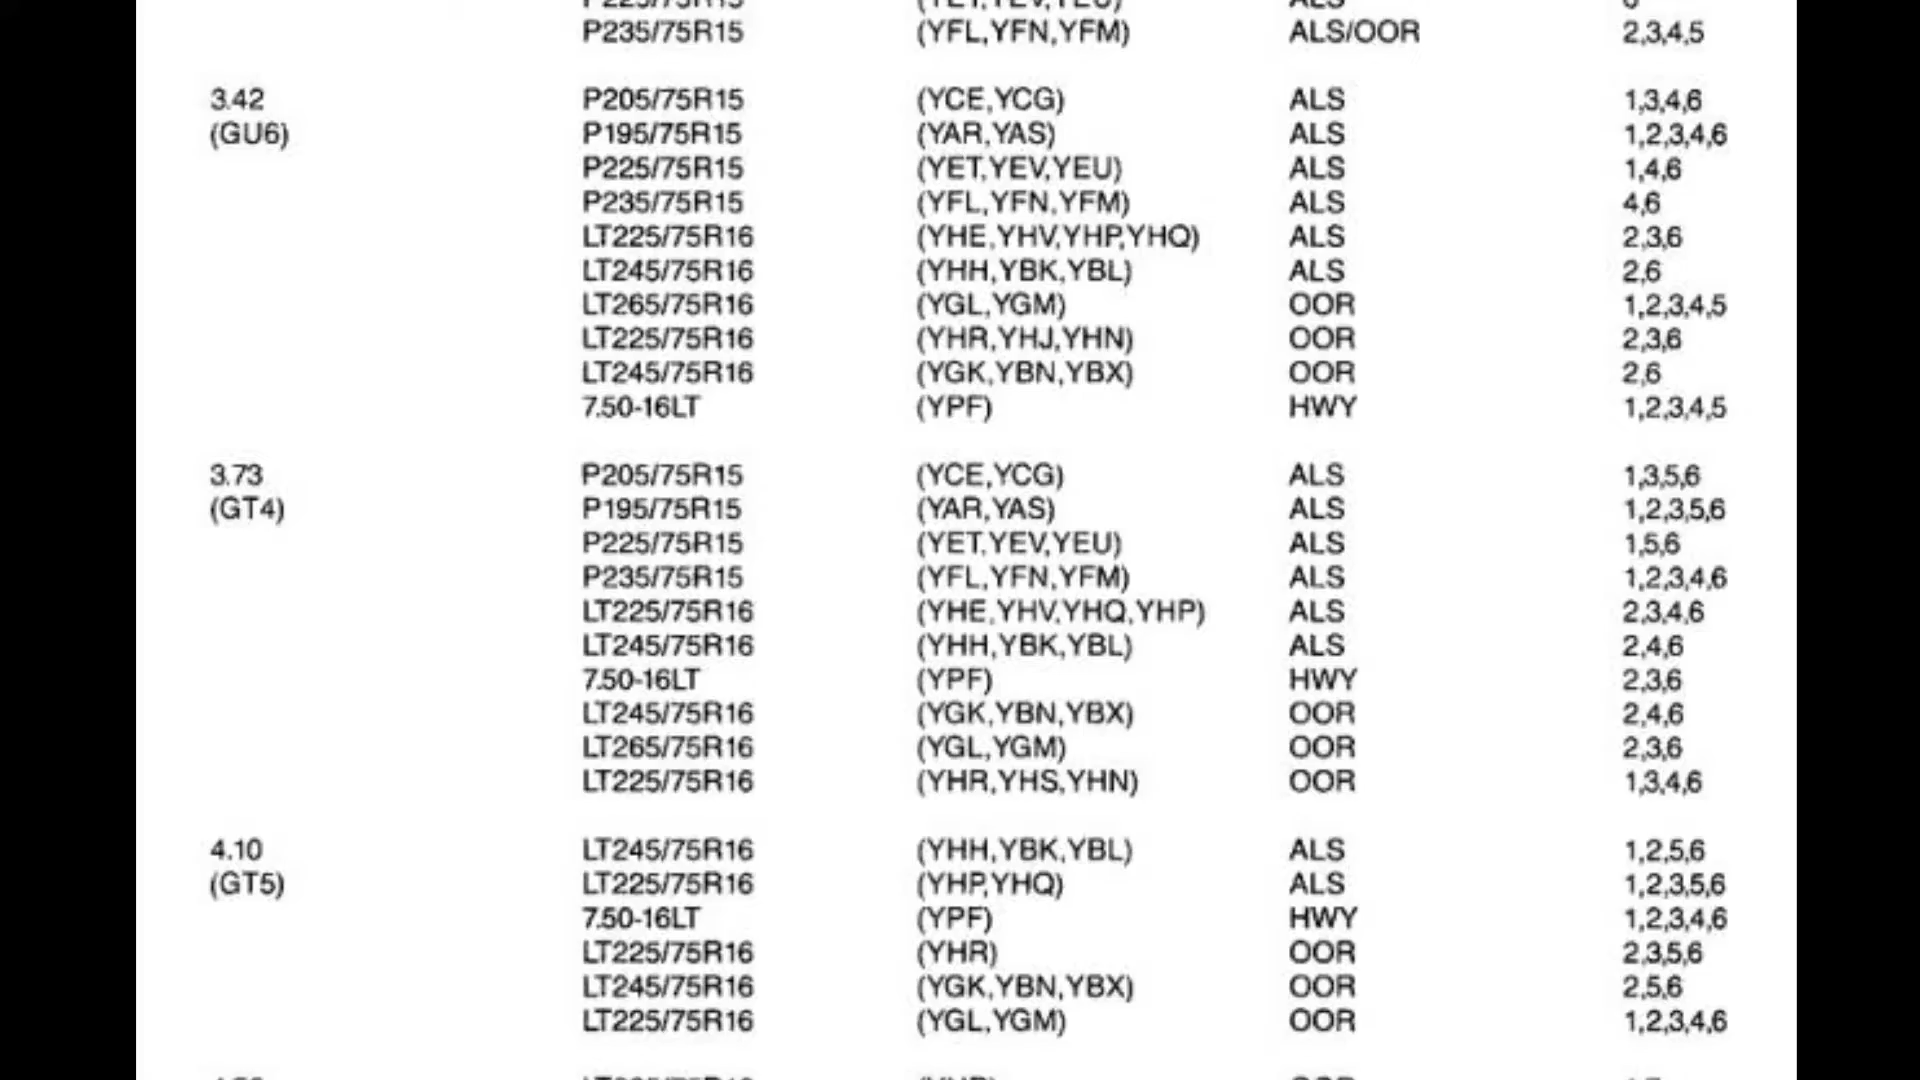 P225/75R15 (YET,YEV,YEU) ALS 6
P235/75R15 (YFL,YFN,YFM) ALS/OOR 2,3,4,5
3.42 P205/75R15 (YCE,YCG) ALS 1,3,4,6
(GU6) P195/75R15 (YAR,YAS) ALS 1,2,3,4,6
P225/75R15 (YET,YEV,YEU) ALS 1,4,6
P235/75R15 (YFL,YFN,YFM) ALS 4,6
LT225/75R16 (YHE,YHV,YHP,YHQ) ALS 2,3,6
LT245/75R16 (YHH,YBK,YBL) ALS 2,6
LT265/75R16 (YGL,YGM) OOR 1,2,3,4,5
LT225/75R16 (YHR,YHJ,YHN) OOR 2,3,6
LT245/75R16 (YGK,YBN,YBX) OOR 2,6
7.50-16LT (YPF) HWY 1,2,3,4,5
3.73 P205/75R15 (YCE,YCG) ALS 1,3,5,6
(GT4) P195/75R15 (YAR,YAS) ALS 1,2,3,5,6
P225/75R15 (YET,YEV,YEU) ALS 1,5,6
P235/75R15 (YFL,YFN,YFM) ALS 1,2,3,4,6
LT225/75R16 (YHE,YHV,YHQ,YHP) ALS 2,3,4,6
LT245/75R16 (YHH,YBK,YBL) ALS 2,4,6
7.50-16LT (YPF) HWY 2,3,6
LT245/75R16 (YGK,YBN,YBX) OOR 2,4,6
LT265/75R16 (YGL,YGM) OOR 2,3,6
LT225/75R16 (YHR,YHS,YHN) OOR 1,3,4,6
4.10 LT245/75R16 (YHH,YBK,YBL) ALS 1,2,5,6
(GT5) LT225/75R16 (YHP,YHQ) ALS 1,2,3,5,6
7.50-16LT (YPF) HWY 1,2,3,4,6
LT225/75R16 (YHR) OOR 2,3,5,6
LT245/75R16 (YGK,YBN,YBX) OOR 2,5,6
LT225/75R16 (YGL,YGM) OOR 1,2,3,4,6